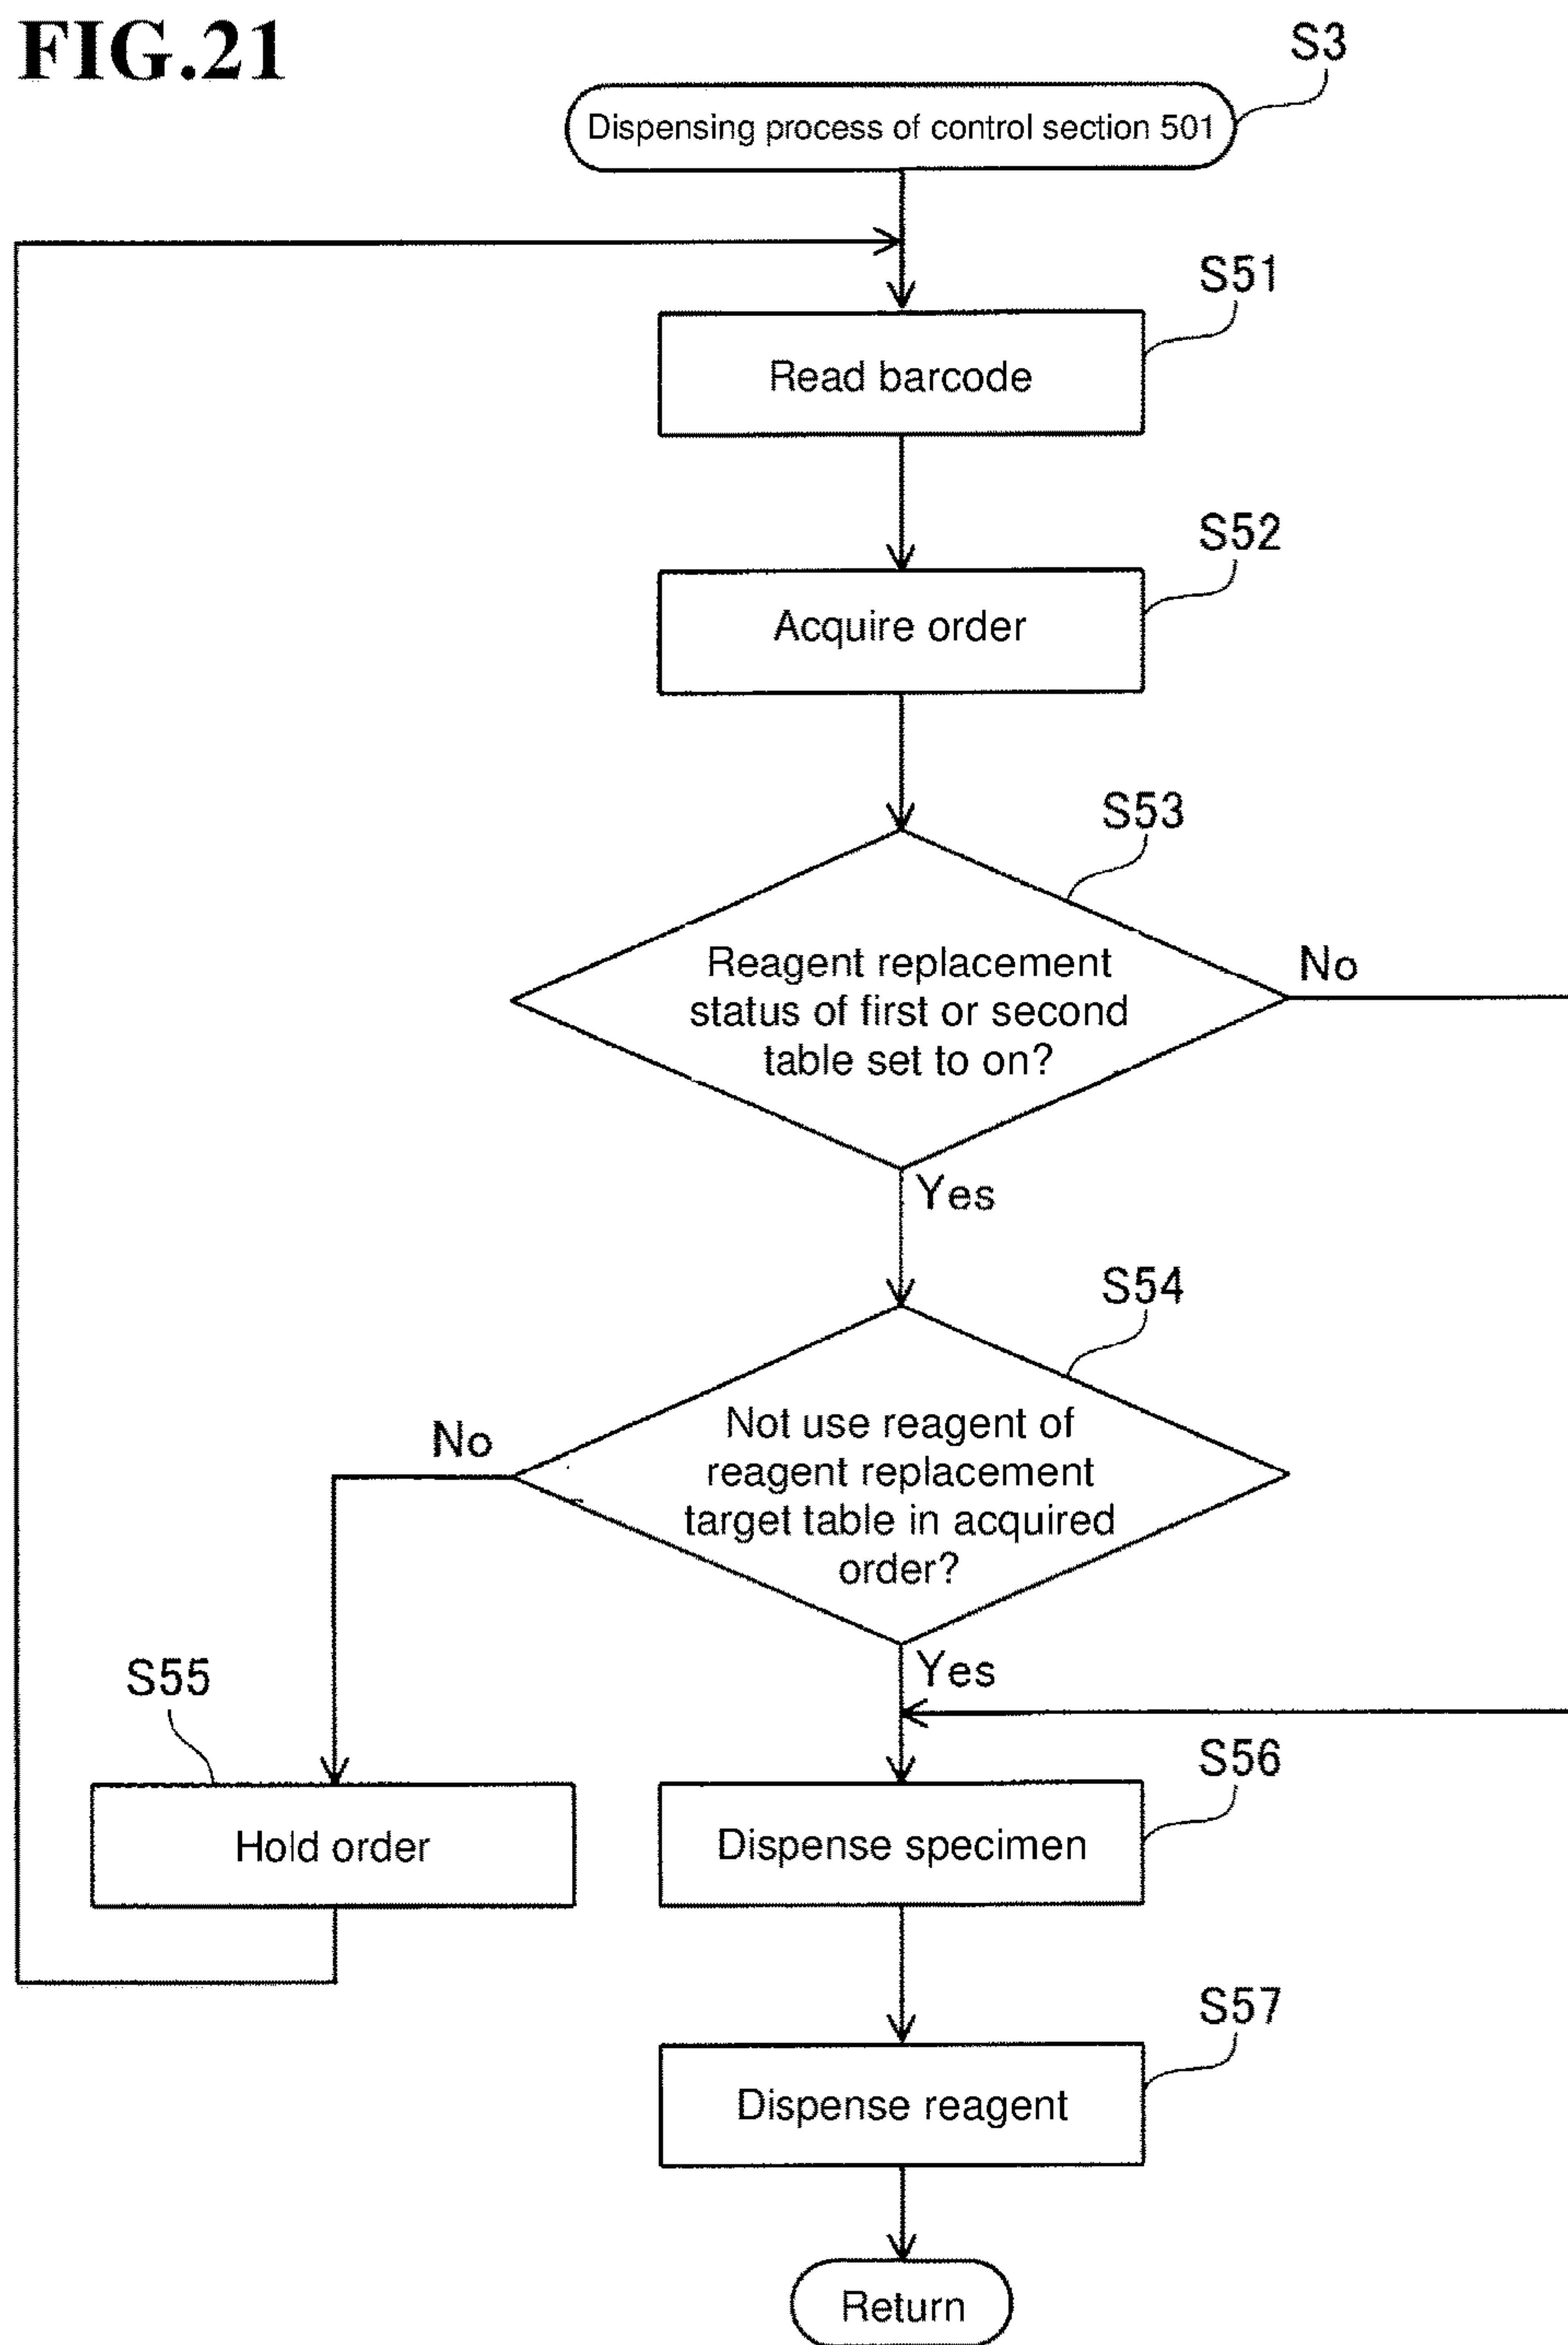 FIG.21
S3
Dispensing process of control section 501
S51
Read barcode
S52
Acquire order
S53
Reagent replacement
status of first or second
table set to on?
No
Yes
S54
Not use reagent of
reagent replacement
target table in acquired
order?
No
Yes
S55
Hold order
S56
Dispense specimen
S57
Dispense reagent
Return